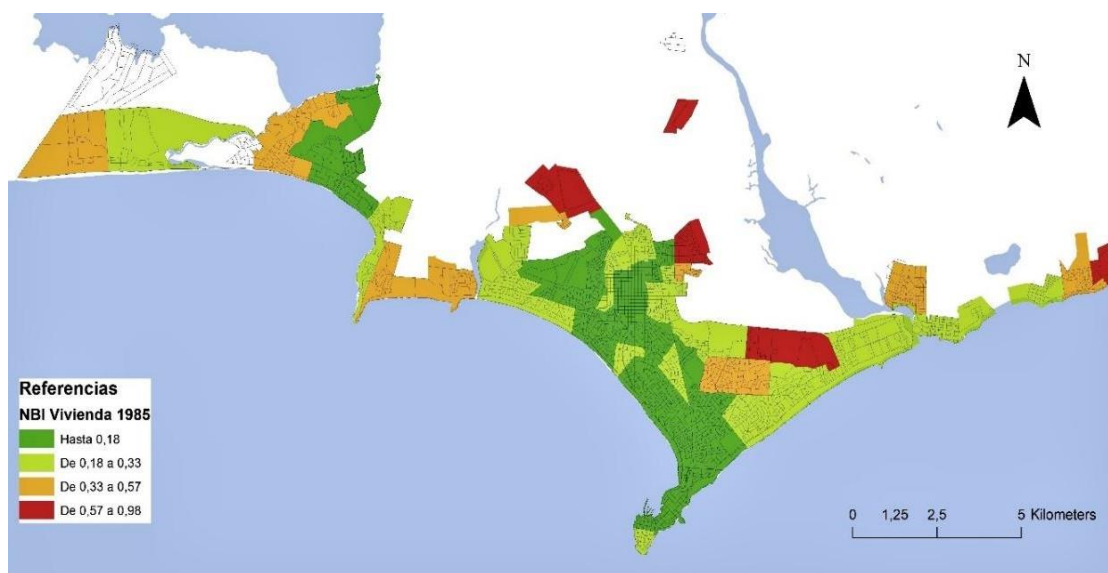 N
Referencias
NBI Vivienda 1985
Hasta 0,18
De 0,18 a 0,33
De 0,33 a 0,57
De 0,57 a 0,98
0 1,25 2,5 5 Kilometers